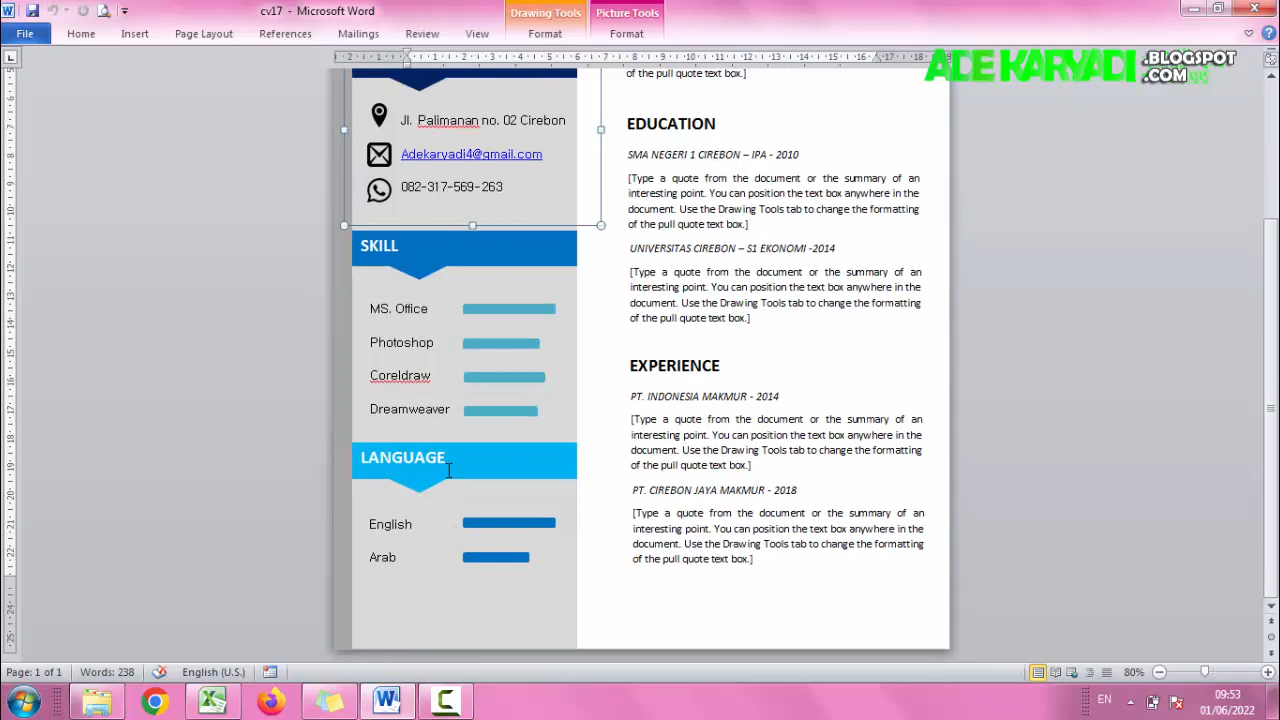 cv17 - Microsoft Word
Drawing Tools
Picture Tools
File
Home
Insert
Page Layout
References
Mailings
Review
View
Format
Format
ADE KARYADI
.BLOGSPOT
.COM
of the pull quote text box.]
Jl. Palimanan no. 02 Cirebon
Adekaryadi4@gmail.com
082-317-569-263
SKILL
MS. Office
Photoshop
Coreldraw
Dreamweaver
LANGUAGE
English
Arab
EDUCATION
SMA NEGERI 1 CIREBON – IPA - 2010
[Type a quote from the document or the summary of an
interesting point. You can position the text box anywhere in the
document. Use the Drawing Tools tab to change the formatting
of the pull quote text box.]
UNIVERSITAS CIREBON – S1 EKONOMI -2014
[Type a quote from the document or the summary of an
interesting point. You can position the text box anywhere in the
document. Use the Drawing Tools tab to change the formatting
of the pull quote text box.]
EXPERIENCE
PT. INDONESIA MAKMUR - 2014
[Type a quote from the document or the summary of an
interesting point. You can position the text box anywhere in the
document. Use the Drawing Tools tab to change the formatting
of the pull quote text box.]
PT. CIREBON JAYA MAKMUR - 2018
[Type a quote from the document or the summary of an
interesting point. You can position the text box anywhere in the
document. Use the Drawing Tools tab to change the formatting
of the pull quote text box.]
Page: 1 of 1
Words: 238
English (U.S.)
80%
EN
09:53
01/06/2022